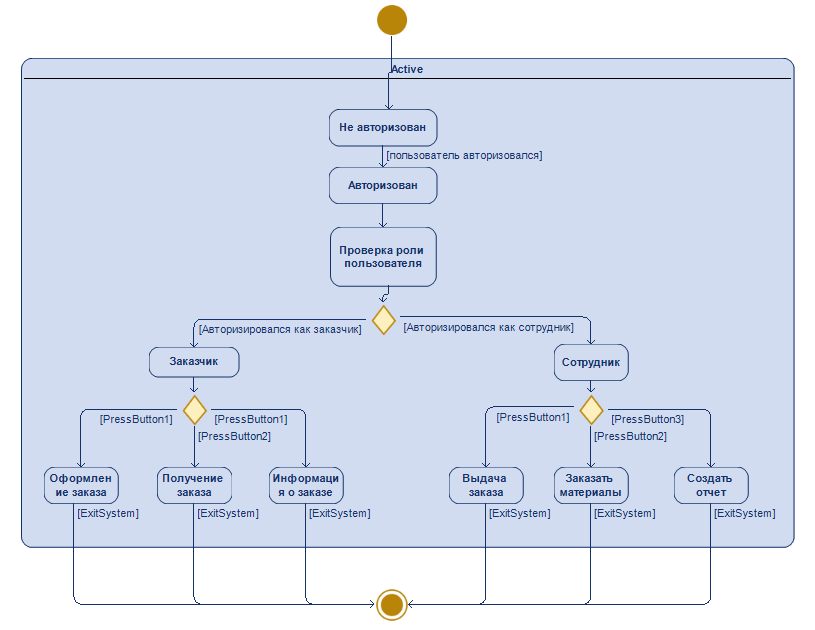 Active
Не авторизован
[пользователь авторизовался]
Авторизован
Проверка роли
пользователя
[Авторизировался как заказчик]
[Авторизировался как сотрудник]
Заказчик
Сотрудник
[PressButton1]
[PressButton1]
[PressButton2]
[PressButton1]
[PressButton3]
[PressButton2]
Оформлен
ие заказа
Получение
заказа
Информаци
я о заказе
Выдача
заказа
Заказать
материалы
Создать
отчет
[ExitSystem]
[ExitSystem]
[ExitSystem]
[ExitSystem]
[ExitSystem]
[ExitSystem]